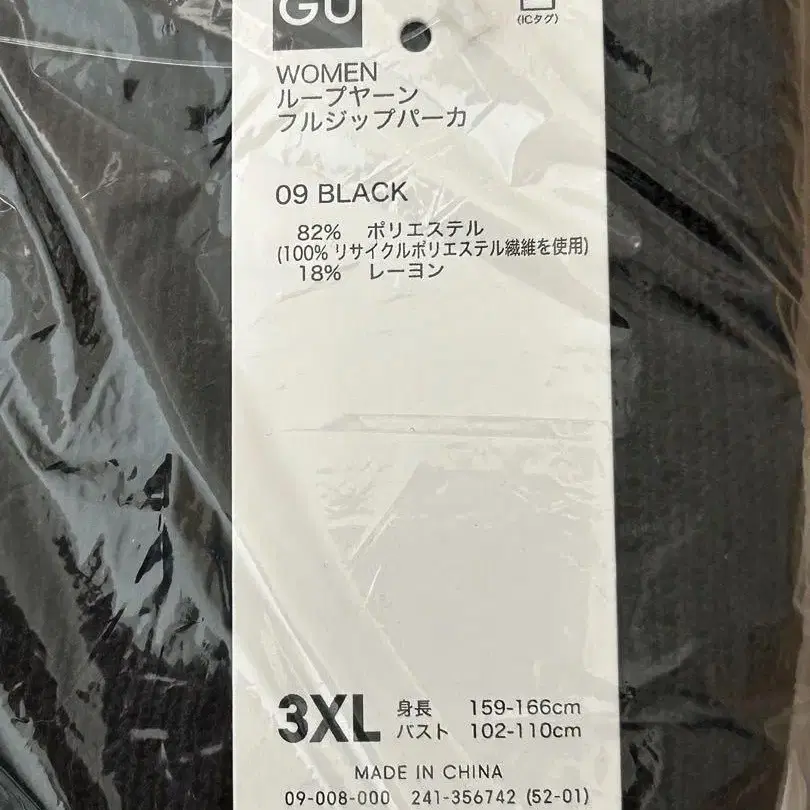 GU
(ICタグ)
WOMEN
ループヤーン
フルジップパーカ
09 BLACK
82% ポリエステル
(100% リサイクルポリエステル繊維を使用)
18% レーヨン
3XL 身長 159-166cm
バスト 102-110cm
MADE IN CHINA
09-008-000 241-356742 (52-01)